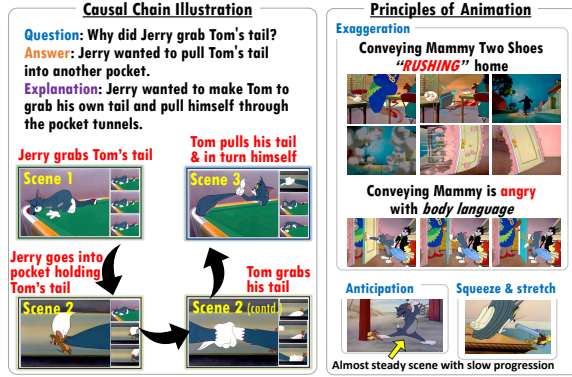 Causal Chain Illustration
Question: Why did Jerry grab Tom's tail?
Answer: Jerry wanted to pull Tom's tail
into another pocket.
Explanation: Jerry wanted to make Tom to
grab his own tail and pull himself through
the pocket tunnels.
Jerry grabs Tom's tail
Scene 1
Tom pulls his tail
& in turn himself
Scene 3
Jerry goes into
pocket holding
Tom's tail
Scene 2
Tom grabs
his tail
Scene 2 (contd.)
Principles of Animation
Exaggeration
Conveying Mammy Two Shoes
"RUSHING" home
Conveying Mammy is angry
with body language
Anticipation
Squeeze & stretch
Almost steady scene with slow progression